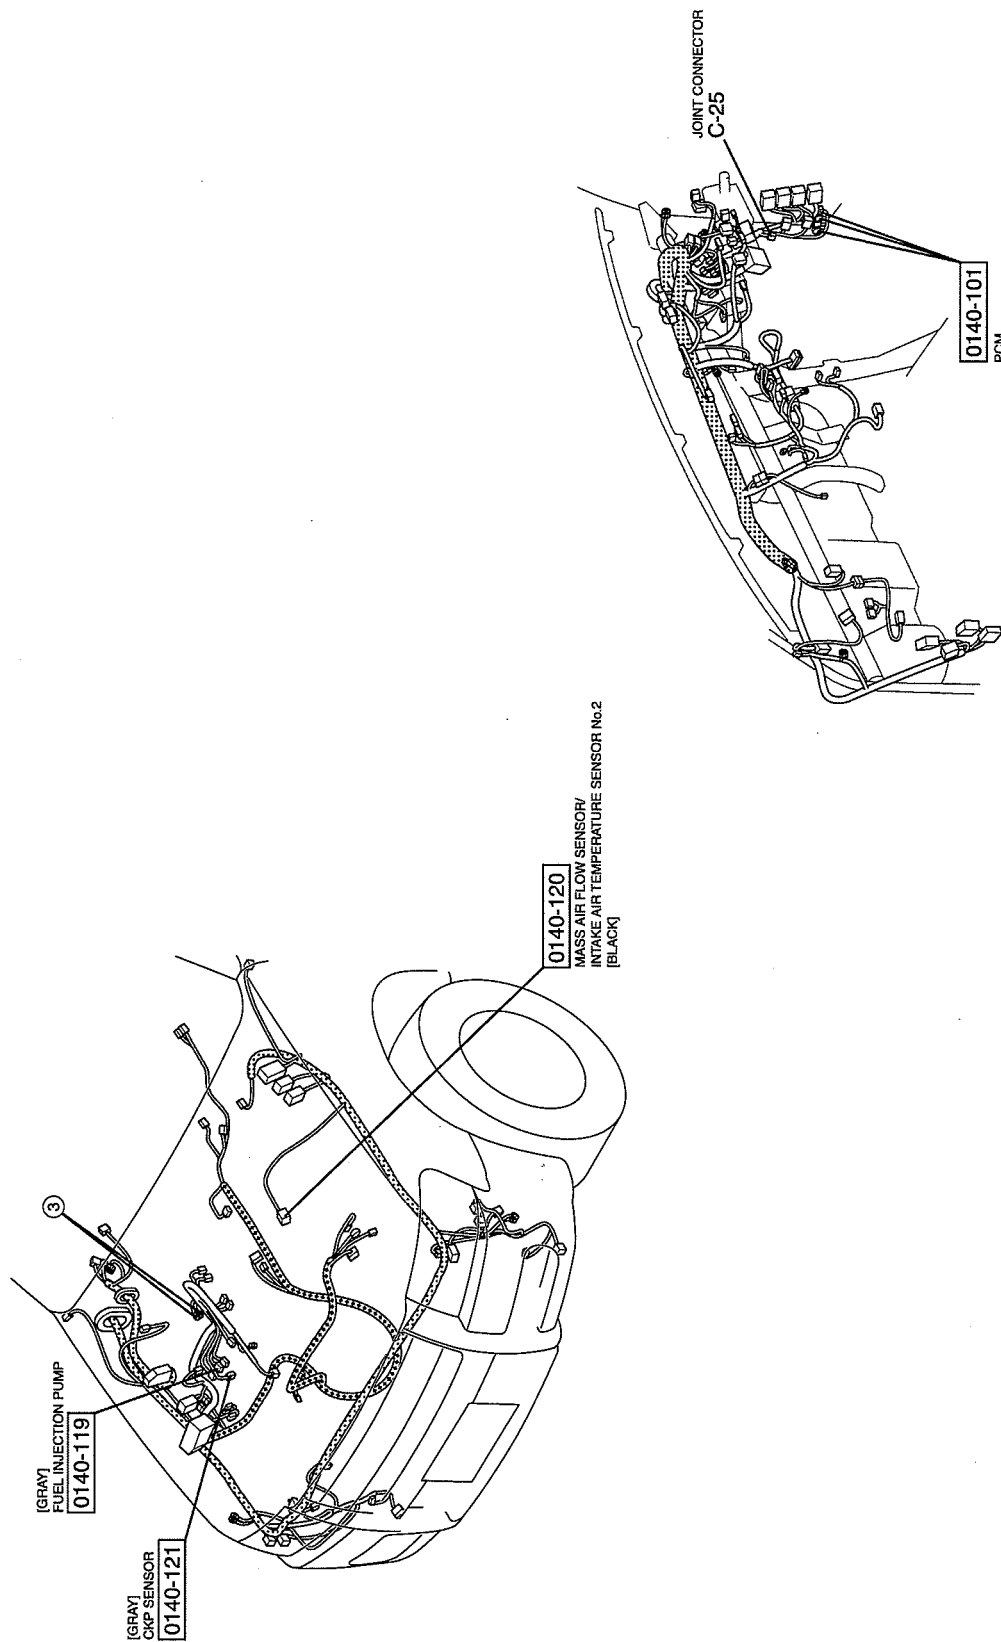 [GRAY]
FUEL INJECTION PUMP
0140-119
[GRAY]
CKP SENSOR
0140-121
3
0140-120
MASS AIR FLOW SENSOR/
INTAKE AIR TEMPERATURE SENSOR No.2
[BLACK]
JOINT CONNECTOR
C-25
0140-101
PCM